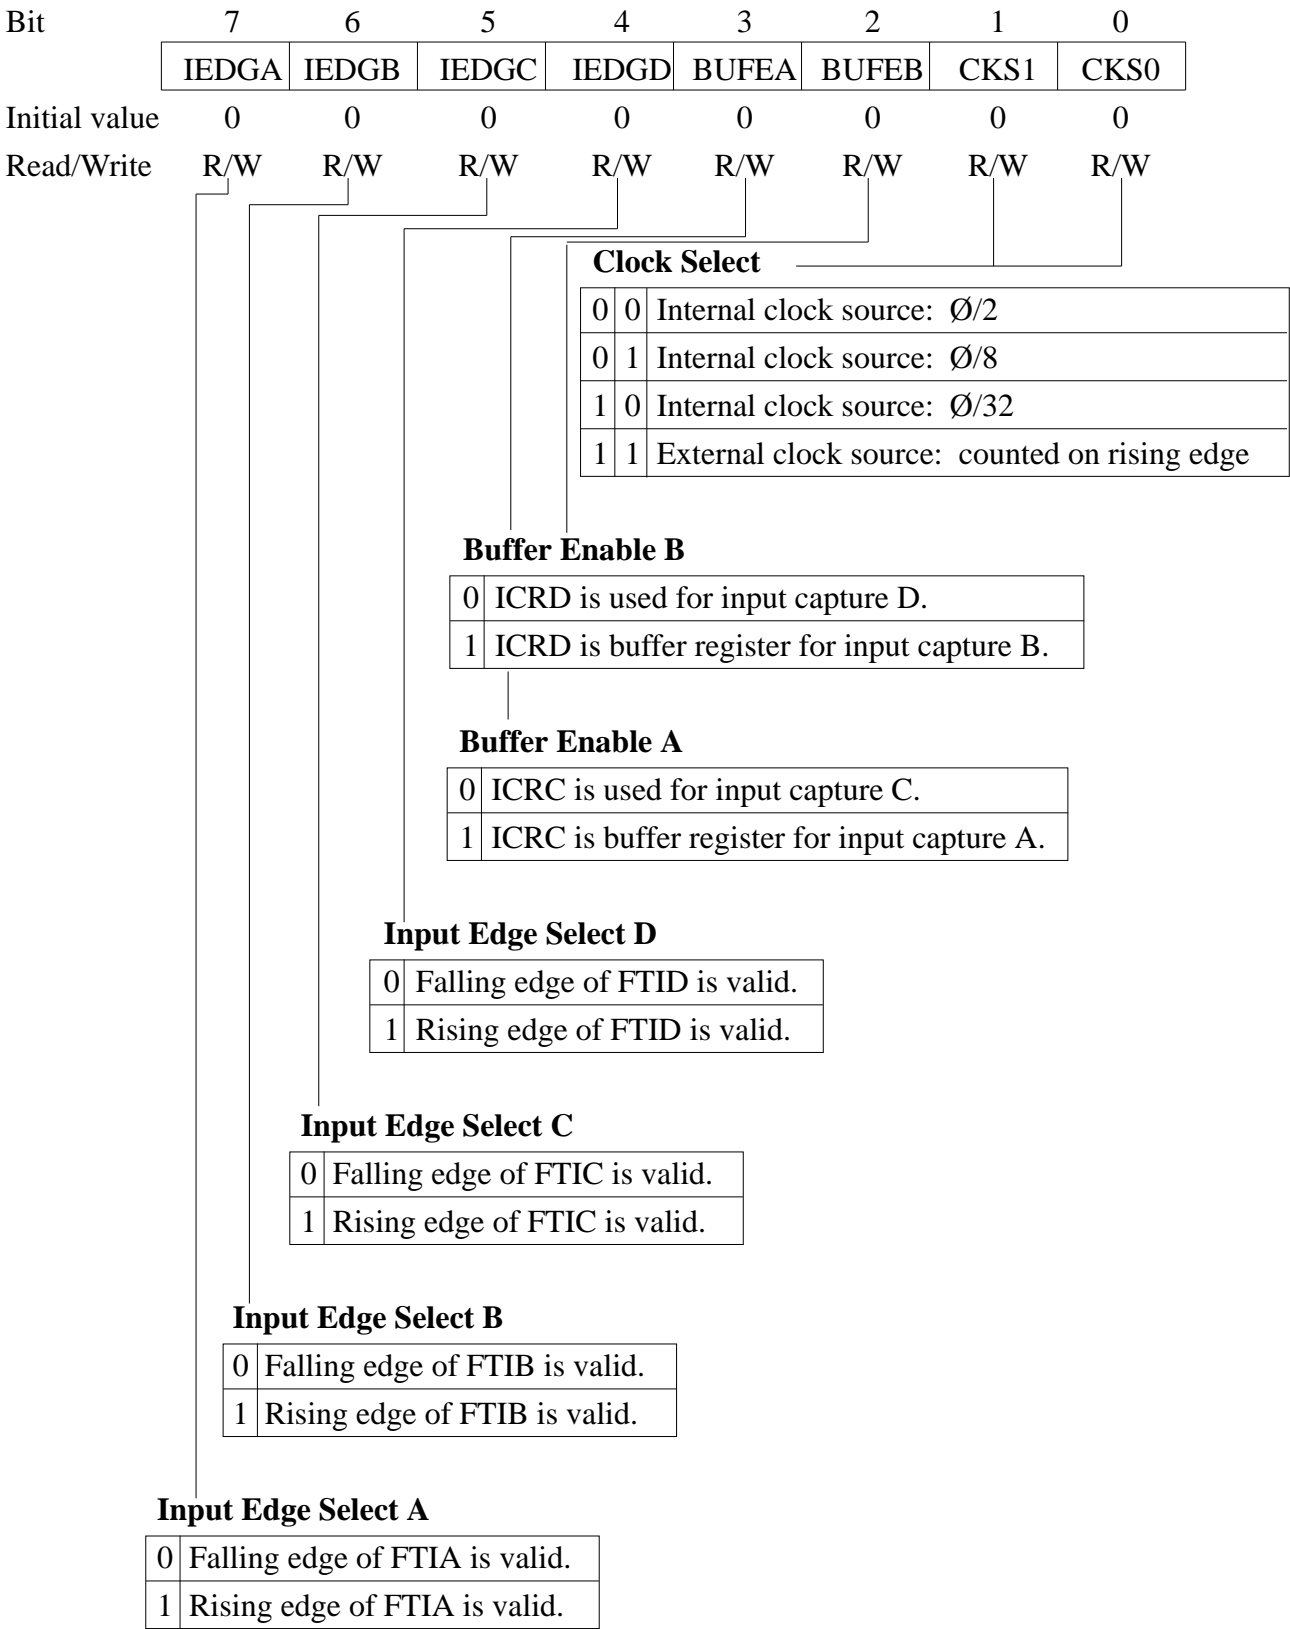 Bit 7 6 5 4 3 2 1 0
IEDGA IEDGB IEDGC IEDGD BUFEA BUFEB CKS1 CKS0
Initial value 0 0 0 0 0 0 0 0
Read/Write R/W R/W R/W R/W R/W R/W R/W R/W
Clock Select
0 0 Internal clock source: Ø/2
0 1 Internal clock source: Ø/8
1 0 Internal clock source: Ø/32
1 1 External clock source: counted on rising edge
Buffer Enable B
0 ICRD is used for input capture D.
1 ICRD is buffer register for input capture B.
Buffer Enable A
0 ICRC is used for input capture C.
1 ICRC is buffer register for input capture A.
Input Edge Select D
0 Falling edge of FTID is valid.
1 Rising edge of FTID is valid.
Input Edge Select C
0 Falling edge of FTIC is valid.
1 Rising edge of FTIC is valid.
Input Edge Select B
0 Falling edge of FTIB is valid.
1 Rising edge of FTIB is valid.
Input Edge Select A
0 Falling edge of FTIA is valid.
1 Rising edge of FTIA is valid.